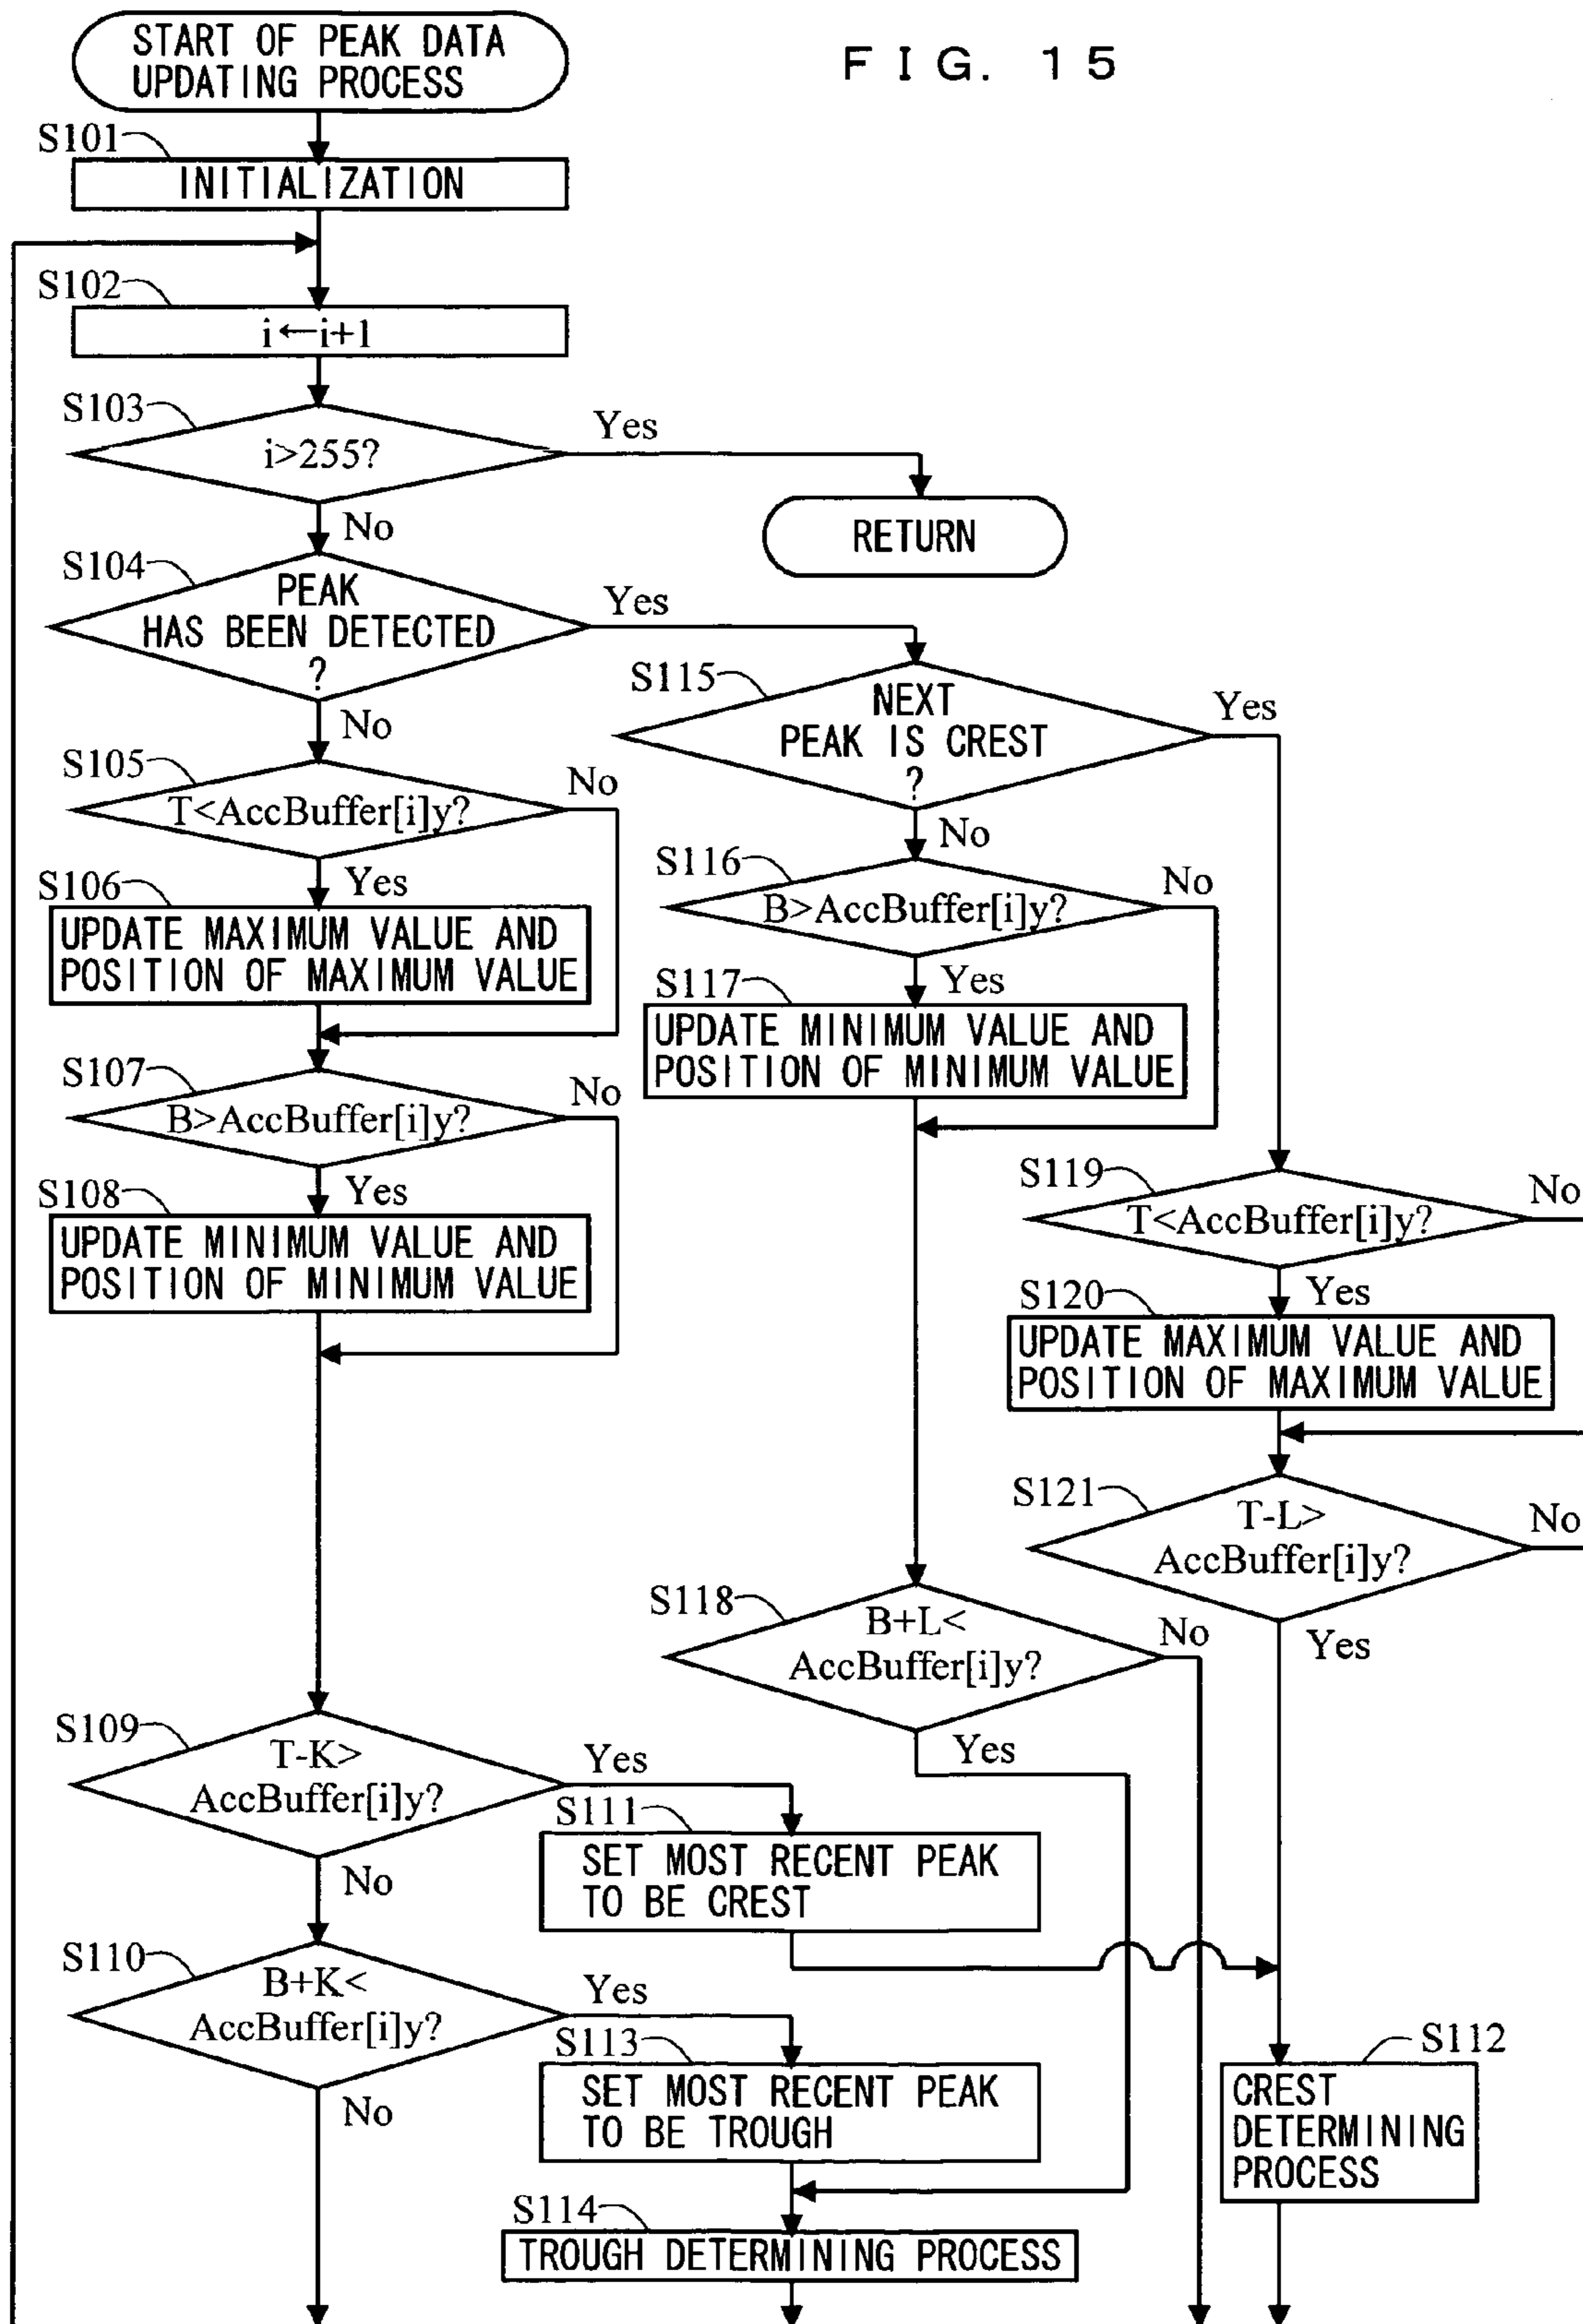 START OF PEAK DATA
UPDATING PROCESS
FIG. 15
S101
INITIALIZATION
S102
i←i+1
S103
i>255?
Yes
No
RETURN
S104
PEAK
HAS BEEN DETECTED
?
Yes
No
S115
NEXT
PEAK IS CREST
?
Yes
No
S105
T<AccBuffer[i]y?
No
Yes
S106
UPDATE MAXIMUM VALUE AND
POSITION OF MAXIMUM VALUE
S116
B>AccBuffer[i]y?
No
Yes
S117
UPDATE MINIMUM VALUE AND
POSITION OF MINIMUM VALUE
S107
B>AccBuffer[i]y?
No
Yes
S108
UPDATE MINIMUM VALUE AND
POSITION OF MINIMUM VALUE
S119
T<AccBuffer[i]y?
No
Yes
S120
UPDATE MAXIMUM VALUE AND
POSITION OF MAXIMUM VALUE
S121
T-L>
AccBuffer[i]y?
No
Yes
S118
B+L<
AccBuffer[i]y?
No
Yes
S109
T-K>
AccBuffer[i]y?
Yes
No
S111
SET MOST RECENT PEAK
TO BE CREST
S110
B+K<
AccBuffer[i]y?
Yes
No
S113
SET MOST RECENT PEAK
TO BE TROUGH
S112
CREST
DETERMINING
PROCESS
S114
TROUGH DETERMINING PROCESS